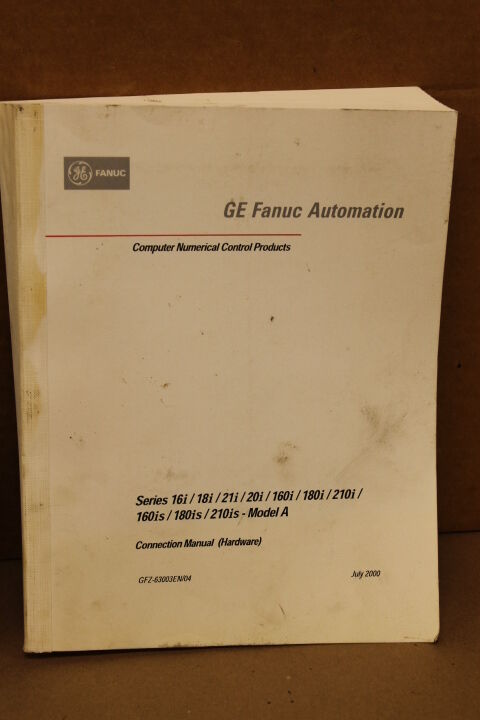 GE FANUC
GE Fanuc Automation
Computer Numerical Control Products
Series 16i / 18i / 21i / 20i / 160i / 180i / 210i /
160is / 180is / 210is - Model A
Connection Manual (Hardware)
GFZ-63003EN/04
July 2000